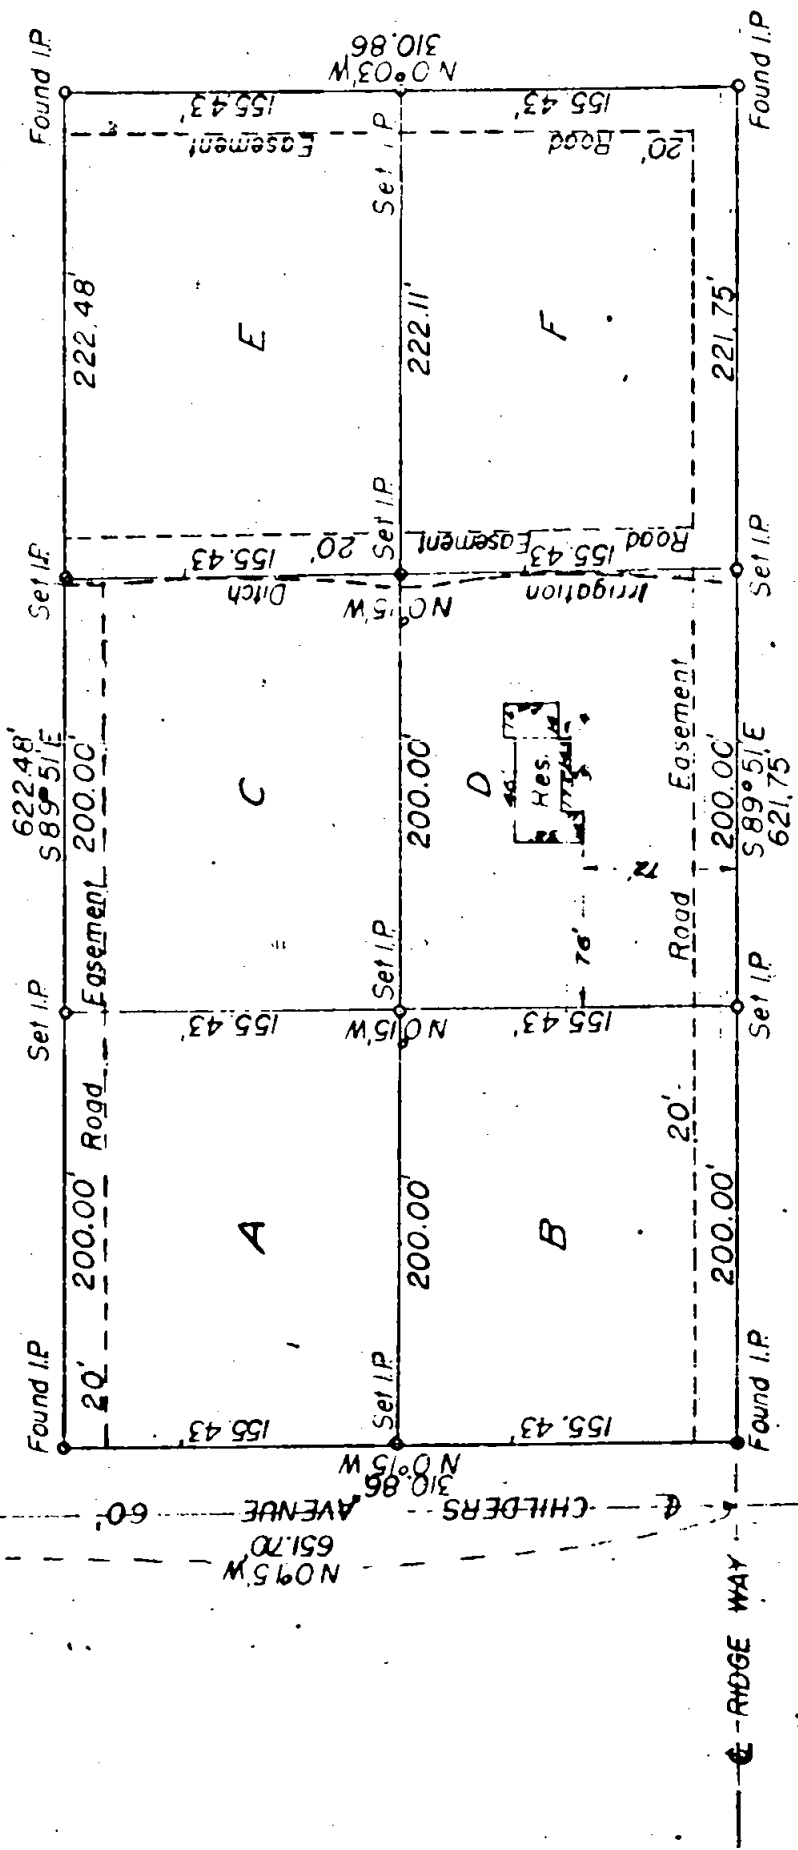 Found I.P.
20'
200.00'
Set I.P.
Road Easement
622.48'
S 89° 51' E
200.00'
Set I.P.
222.48'
Found I.P.
155.43'
A
155.43'
C
155.43'
Ditch
20'
E
Easement
155.43'
Set I.P.
200.00'
Set I.P.
200.00'
Set I.P.
222.11'
Set I.P.
N 0° 15' W
310.86
N 0° 15' W
N 0° 15' W
N 0° 03' W
310.86
155.43'
B
155.43'
D
46'
Res.
76'
72'
Irrigation
155.43'
Road Easement
F
Road
20'
155.43'
20'
Road Easement
200.00'
200.00'
S 89° 51' E
621.75'
221.75'
Found I.P.
Set I.P.
Set I.P.
Found I.P.
℄ CHILDERS AVENUE 60'
N 0° 15' W
651.70
℄ RIDGE WAY